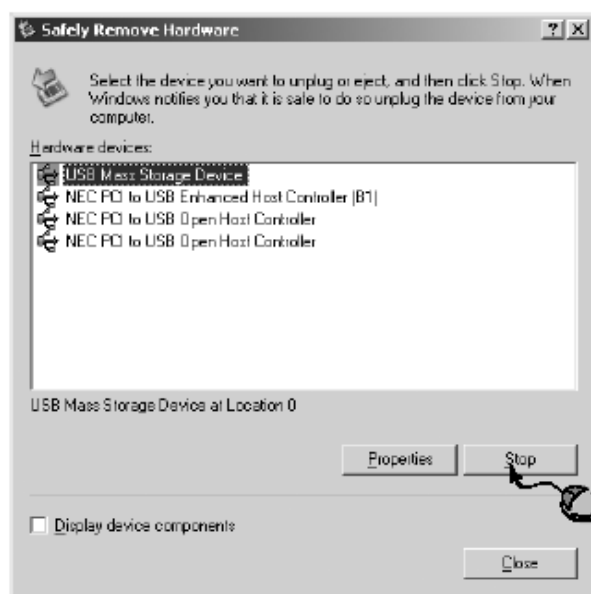 Safely Remove Hardware
Select the device you want to unplug or eject, and then click Stop. When
Windows notifies you that it is safe to do so unplug the device from your
computer.
Hardware devices:
USB Mass Storage Device
NEC PCI to USB Enhanced Host Controller (B1)
NEC PCI to USB Open Host Controller
NEC PCI to USB Open Host Controller
USB Mass Storage Device at Location 0
Properties
Stop
Display device components
Close